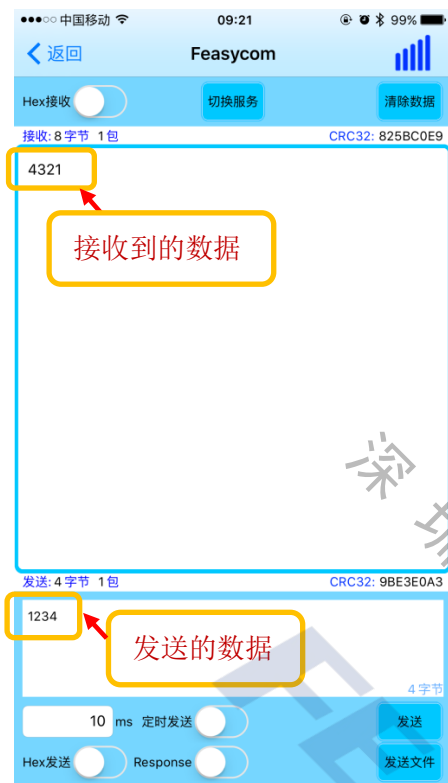 中国移动 09:21 99%
返回 Feasycom
Hex接收 切换服务 清除数据
接收: 8字节 1包 CRC32: 825BC0E9
4321
接收到的数据
深圳
发送: 4字节 1包 CRC32: 9BE3E0A3
1234
发送的数据
4字节
10 ms 定时发送 发送
Hex发送 Response 发送文件